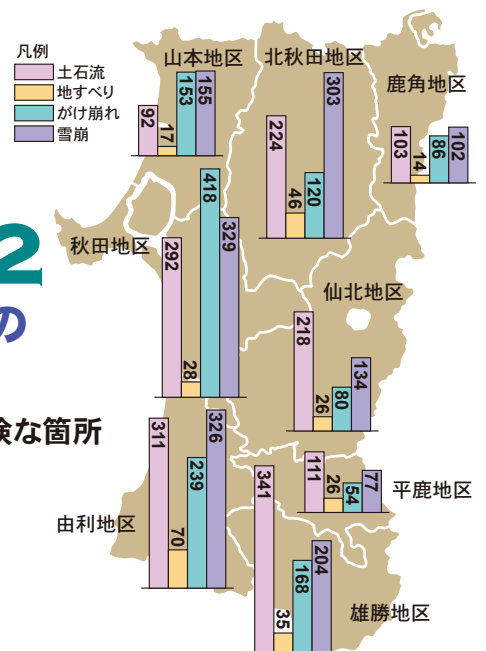 凡例
土石流
地すべり
がけ崩れ
雪崩
山本地区
92
17
153
155
北秋田地区
224
46
120
303
鹿角地区
103
14
86
102
2
の
険な箇所
秋田地区
292
28
418
329
仙北地区
218
26
80
134
由利地区
311
70
239
326
平鹿地区
111
26
54
77
雄勝地区
341
35
168
204